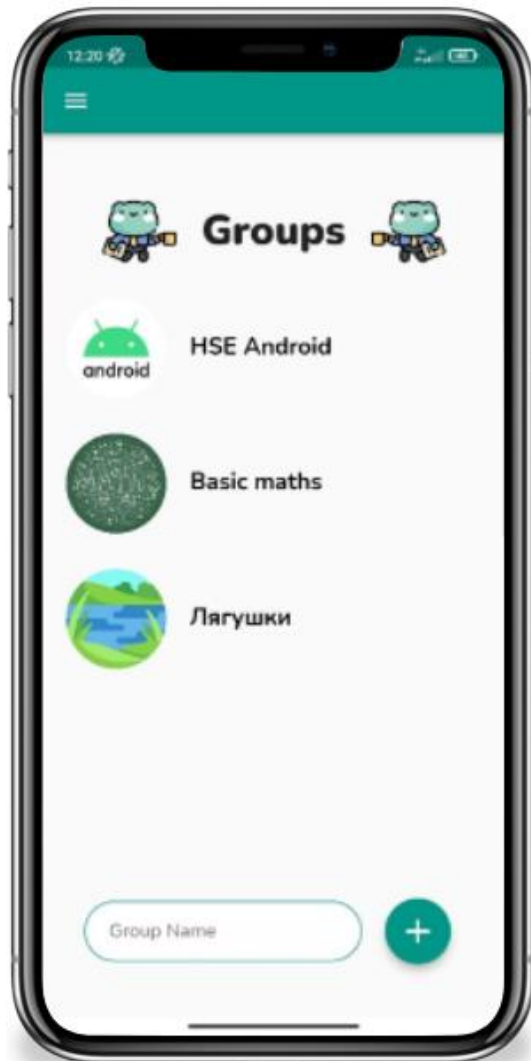 12:20
Groups
android
HSE Android
Basic maths
Лягушки
Group Name